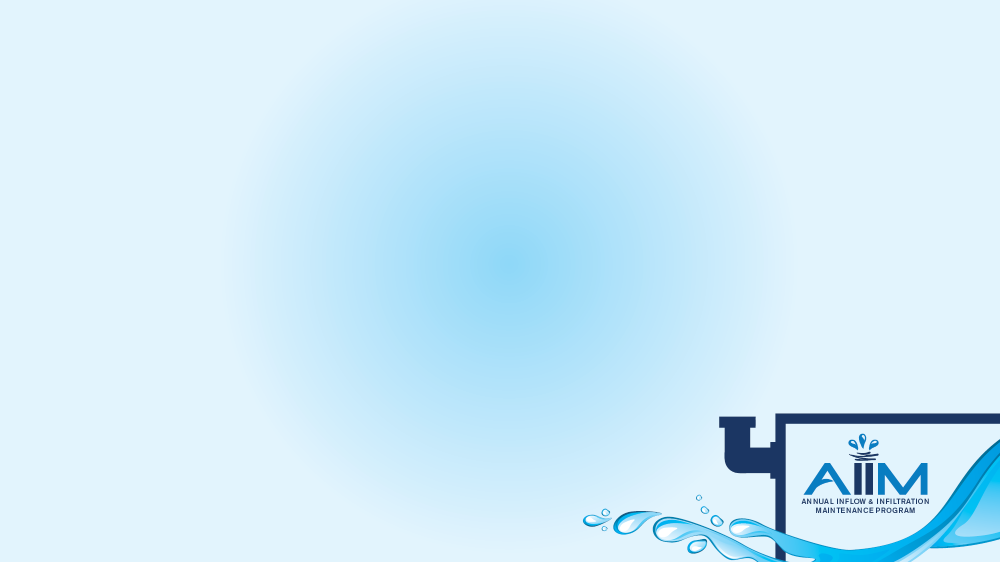 AIIM
ANNUAL INFLOW & INFILTRATION
MAINTENANCE PROGRAM